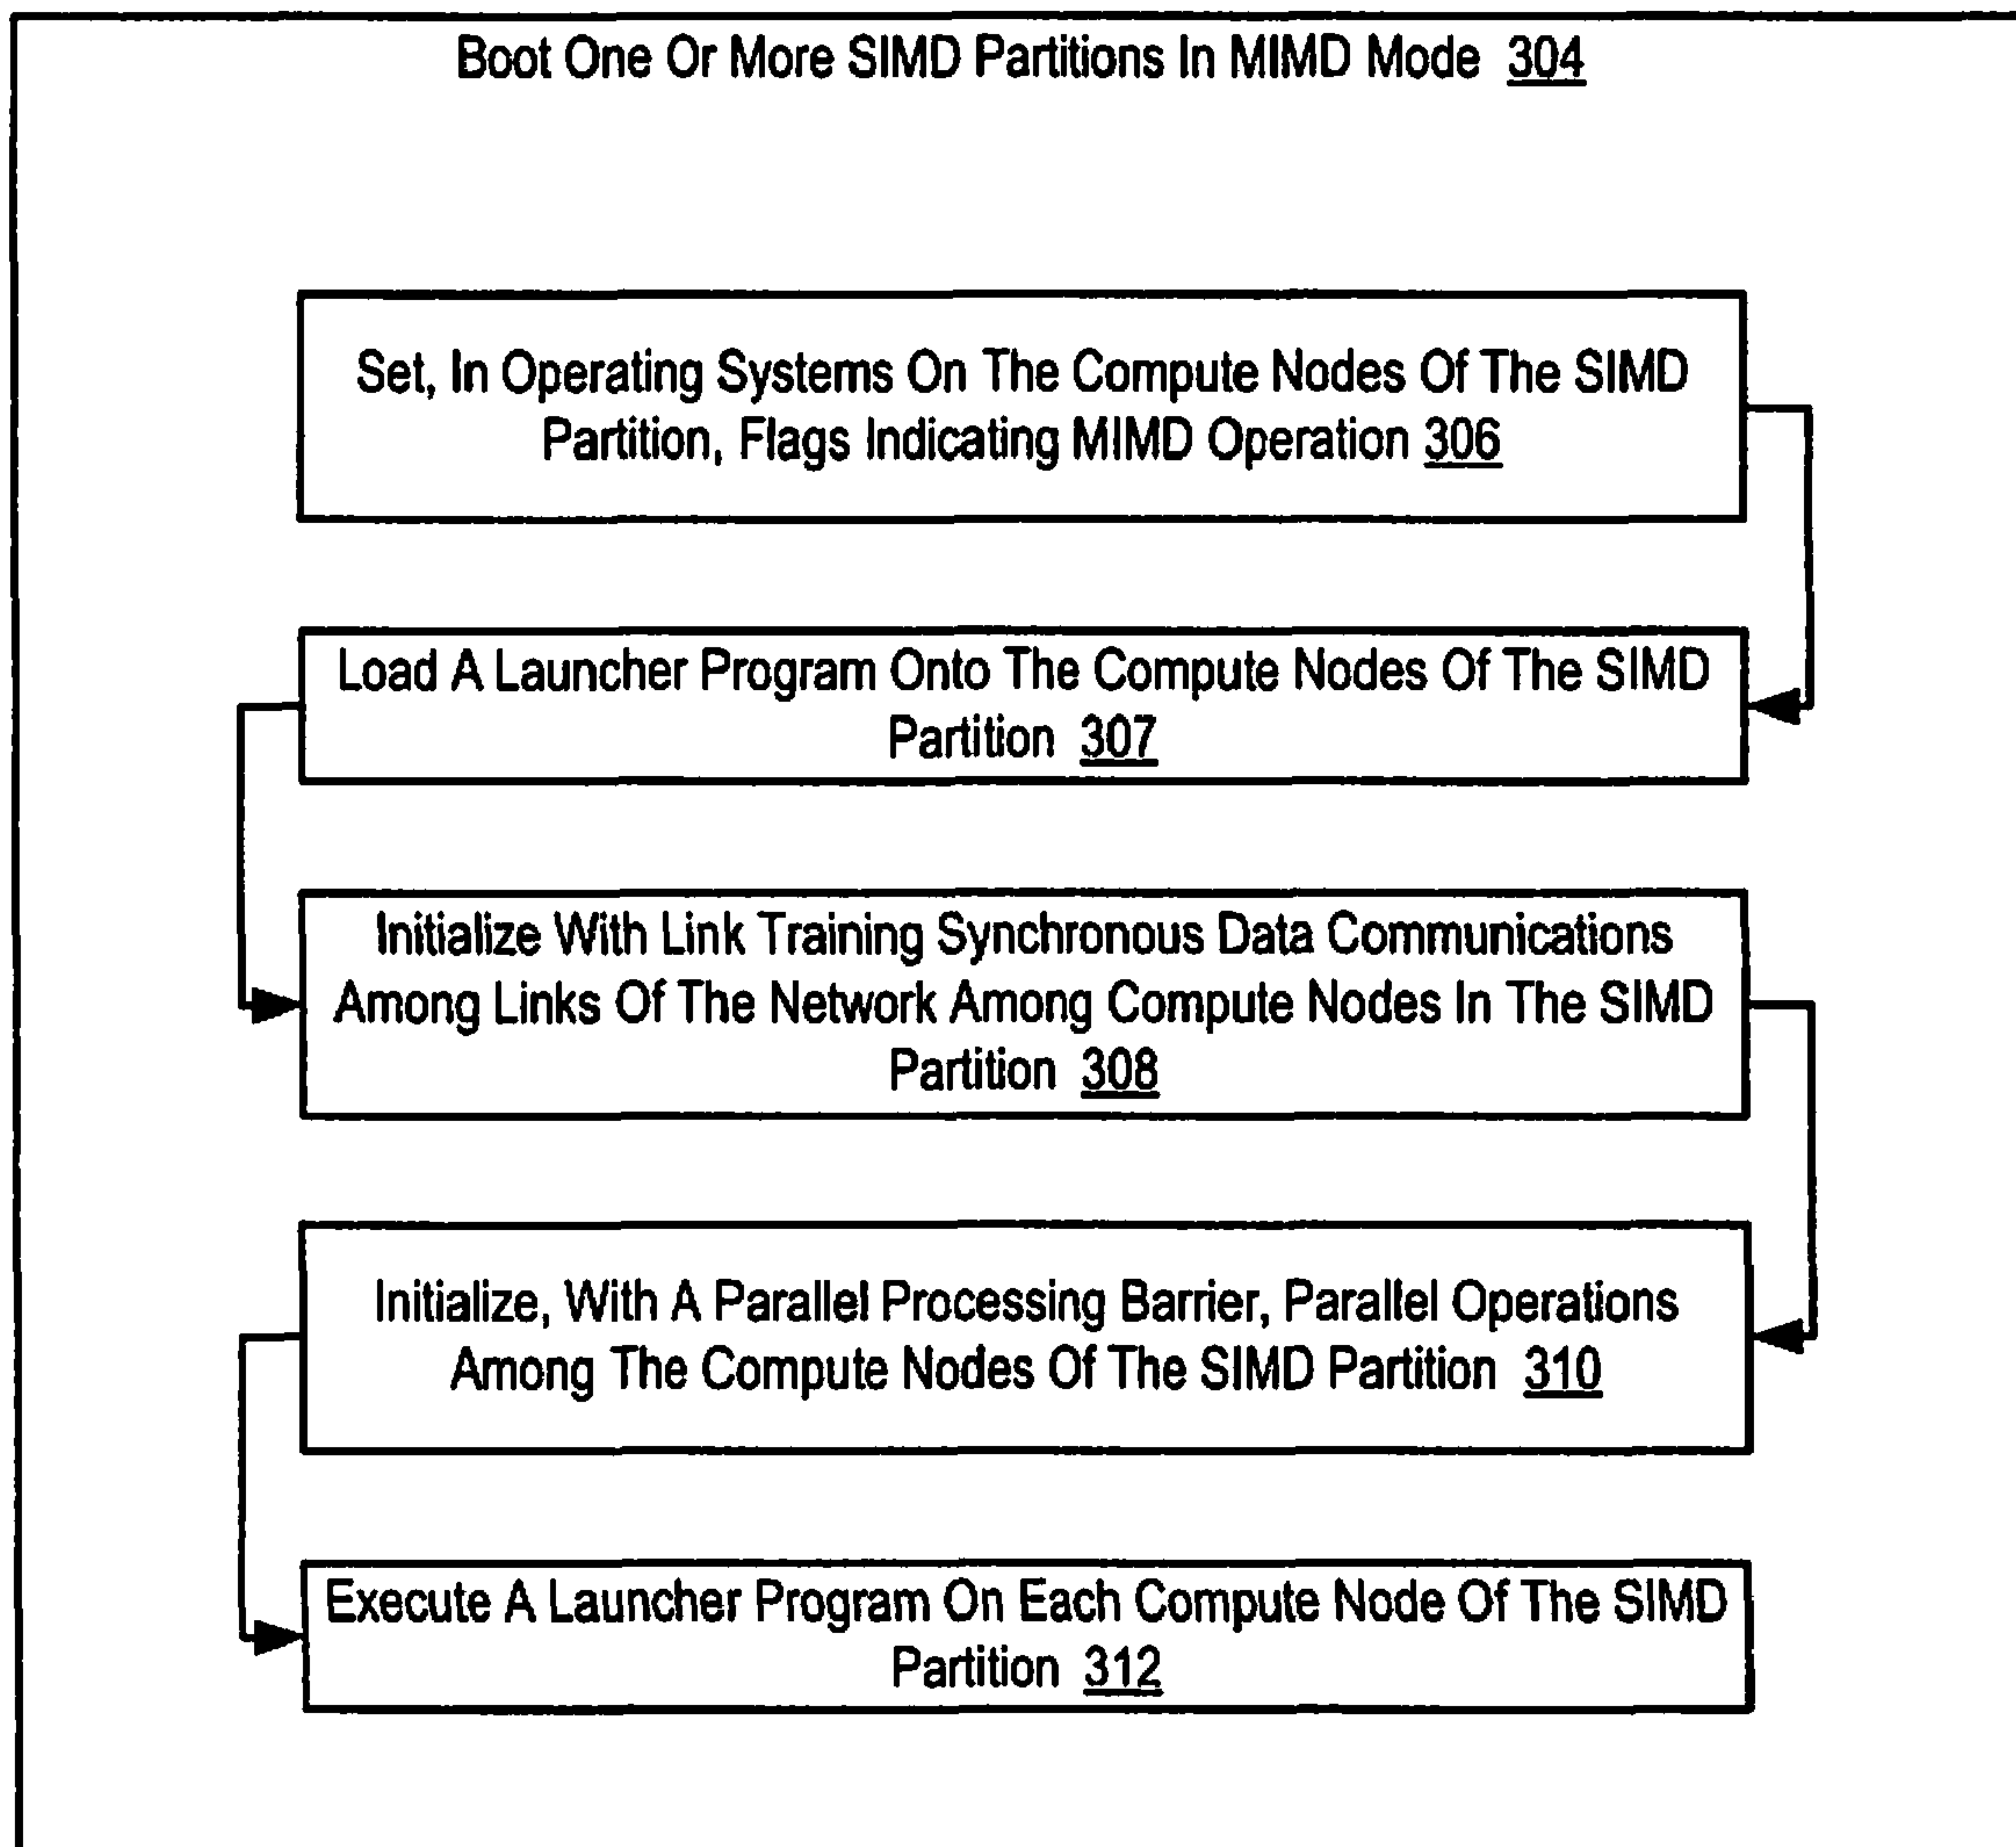 Boot One Or More SIMD Partitions In MIMD Mode 304
Set, In Operating Systems On The Compute Nodes Of The SIMD
Partition, Flags Indicating MIMD Operation 306
Load A Launcher Program Onto The Compute Nodes Of The SIMD
Partition 307
Initialize With Link Training Synchronous Data Communications
Among Links Of The Network Among Compute Nodes In The SIMD
Partition 308
Initialize, With A Parallel Processing Barrier, Parallel Operations
Among The Compute Nodes Of The SIMD Partition 310
Execute A Launcher Program On Each Compute Node Of The SIMD
Partition 312